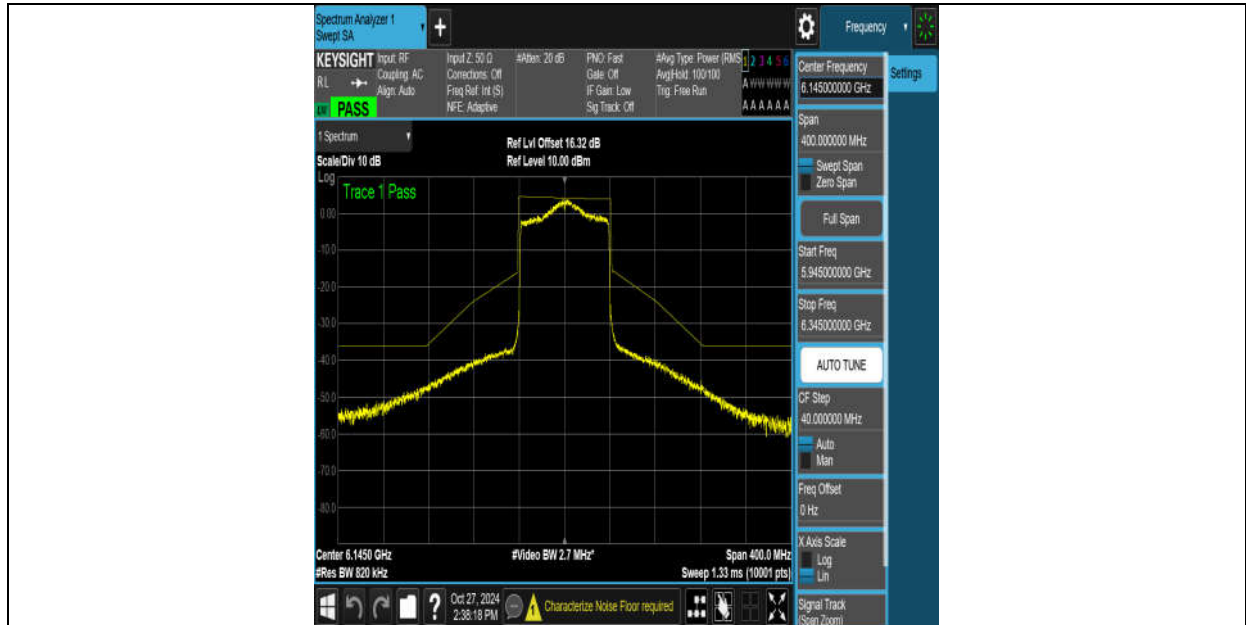 Spectrum Analyzer 1
Swept SA
Frequency
KEYSIGHT
RL
PASS
Input: RF
Coupling: AC
Align: Auto
Input Z: 50 Ω
Corrections: Off
Freq Ref: Int (S)
NFE: Adaptive
#Atten: 20 dB
PNO: Fast
Gate: Off
IF Gain: Low
Sig Track: Off
#Avg Type: Power (RMS
Avg|Hold: 100/100
Trig: Free Run
1 2 3 4 5 6
A W W W W W
A A A A A A
1 Spectrum
Scale/Div 10 dB
Ref Lvl Offset 16.32 dB
Ref Level 10.00 dBm
Log
Trace 1 Pass
0.00
-10.0
-20.0
-30.0
-40.0
-50.0
-60.0
-70.0
-80.0
Center 6.1450 GHz
#Video BW 2.7 MHz*
Span 400.0 MHz
#Res BW 820 kHz
Sweep 1.33 ms (10001 pts)
Oct 27, 2024
2:38:18 PM
Characterize Noise Floor required
Center Frequency
6.145000000 GHz
Settings
Span
400.000000 MHz
Swept Span
Zero Span
Full Span
Start Freq
5.945000000 GHz
Stop Freq
6.345000000 GHz
AUTO TUNE
CF Step
40.000000 MHz
Auto
Man
Freq Offset
0 Hz
X Axis Scale
Log
Lin
Signal Track
(Span Zoom)